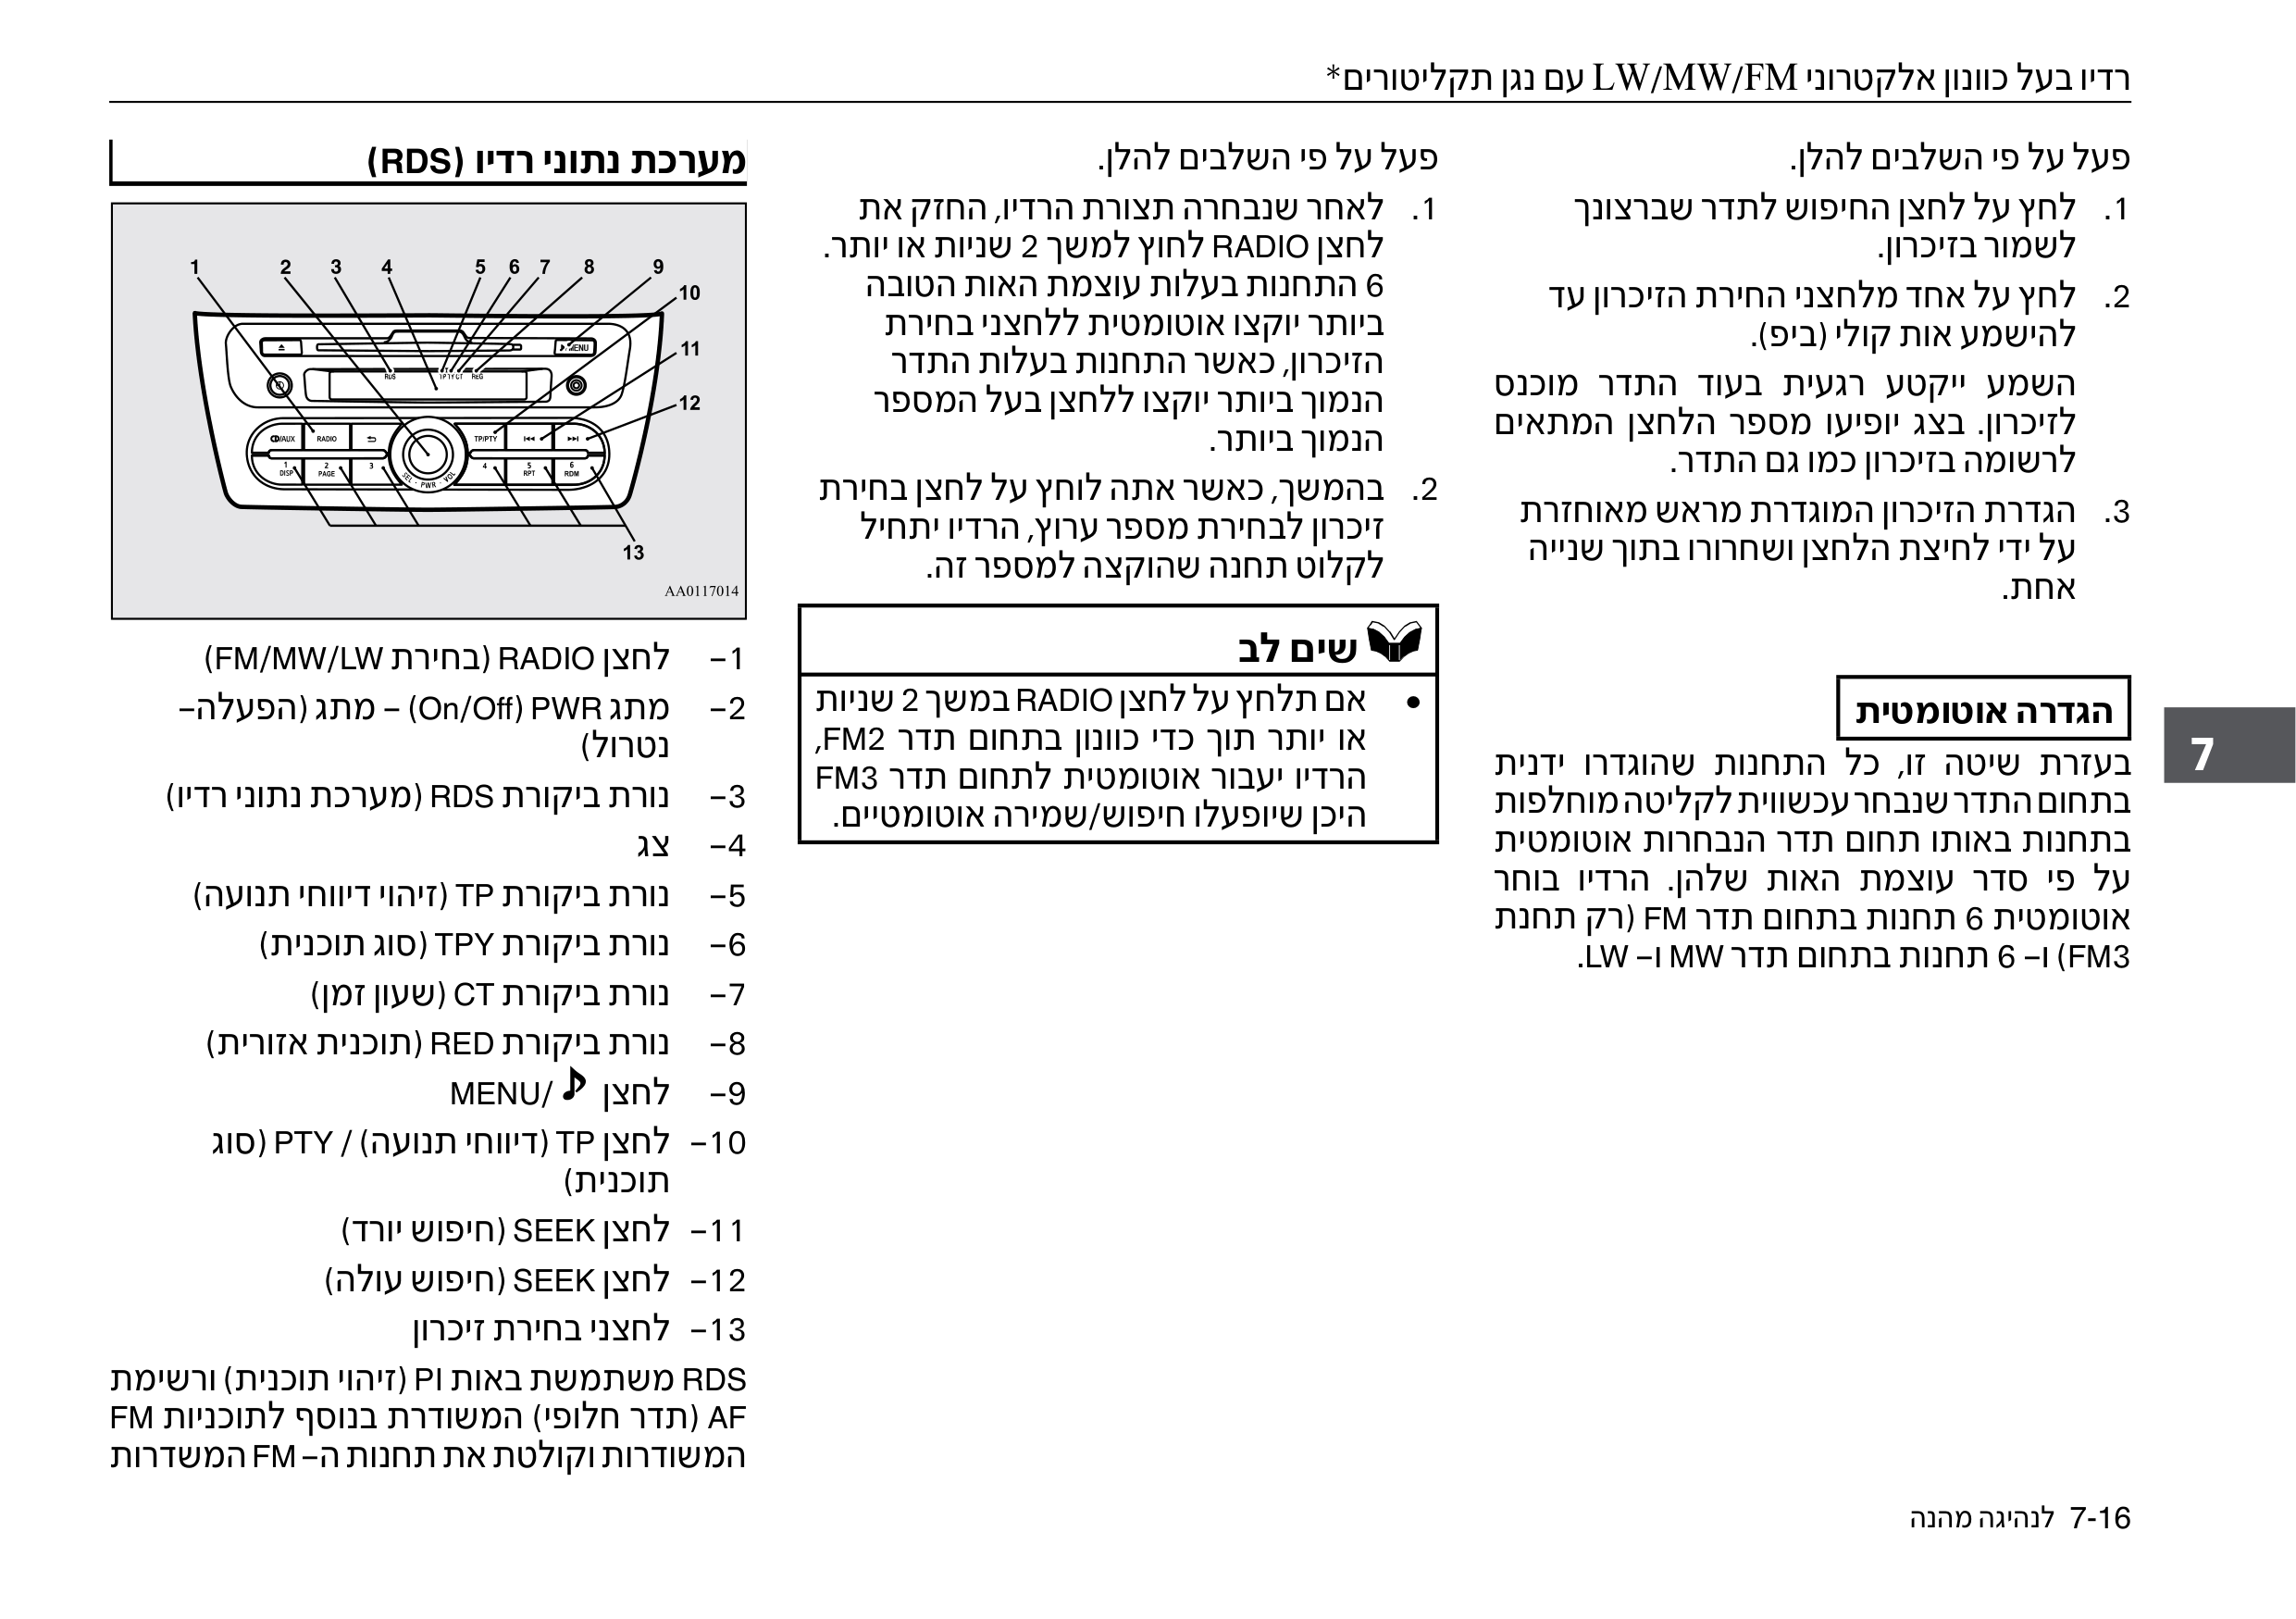 רדיו בעל כוונון אלקטרוני LW/MW/FM עם נגן תקליטורים*
פעל על פי השלבים להלן.
1. לחץ על לחצן החיפוש לתדר שברצונך
לשמור בזיכרון.
2. לחץ על אחד מלחצני החירת הזיכרון עד
להישמע אות קולי (ביפ).
השמע ייקטע רגעית בעוד התדר מוכנס
לזיכרון. בצג יופיעו מספר הלחצן המתאים
לרשומה בזיכרון כמו גם התדר.
3. הגדרת הזיכרון המוגדרת מראש מאוחזרת
על ידי לחיצת הלחצן ושחרורו בתוך שנייה
אחת.
הגדרה אוטומטית
בעזרת שיטה זו, כל התחנות שהוגדרו ידנית
בתחום התדר שנבחר עכשווית לקליטה מוחלפות
בתחנות באותו תחום תדר הנבחרות אוטומטית
על פי סדר עוצמת האות שלהן. הרדיו בוחר
אוטומטית 6 תחנות בתחום תדר FM (רק תחנת
FM3) ו– 6 תחנות בתחום תדר MW ו– LW.
פעל על פי השלבים להלן.
1. לאחר שנבחרה תצורת הרדיו, החזק את
לחצן RADIO לחוץ למשך 2 שניות או יותר.
6 התחנות בעלות עוצמת האות הטובה
ביותר יוקצו אוטומטית ללחצני בחירת
הזיכרון, כאשר התחנות בעלות התדר
הנמוך ביותר יוקצו ללחצן בעל המספר
הנמוך ביותר.
2. בהמשך, כאשר אתה לוחץ על לחצן בחירת
זיכרון לבחירת מספר ערוץ, הרדיו יתחיל
לקלוט תחנה שהוקצה למספר זה.
שים לב
• אם תלחץ על לחצן RADIO במשך 2 שניות
או יותר תוך כדי כוונון בתחום תדר FM2,
הרדיו יעבור אוטומטית לתחום תדר FM3
היכן שיופעלו חיפוש/שמירה אוטומטיים.
מערכת נתוני רדיו (RDS)
1 2 3 4 5 6 7 8 9
10
11
12
MENU
RDS TP TY CT REG
CD/AUX RADIO TP/PTY
1 2 3 4 5 6
DISP PAGE RPT RDM
SEL · PWR · VOL
13
AA0117014
1– לחצן RADIO (בחירת FM/MW/LW)
2– מתג PWR (On/Off) – מתג (הפעלה–
נטרול)
3– נורת ביקורת RDS (מערכת נתוני רדיו)
4– צג
5– נורת ביקורת TP (זיהוי דיווחי תנועה)
6– נורת ביקורת TPY (סוג תוכנית)
7– נורת ביקורת CT (שעון זמן)
8– נורת ביקורת RED (תוכנית אזורית)
9– לחצן ♪/MENU
10– לחצן TP (דיווחי תנועה) / PTY (סוג
תוכנית)
11– לחצן SEEK (חיפוש יורד)
12– לחצן SEEK (חיפוש עולה)
13– לחצני בחירת זיכרון
RDS משתמשת באות PI (זיהוי תוכנית) ורשימת
AF (תדר חלופי) המשודרת בנוסף לתוכניות FM
המשודרות וקולטת את תחנות ה– FM המשדרות
7
7-16 לנהיגה מהנה